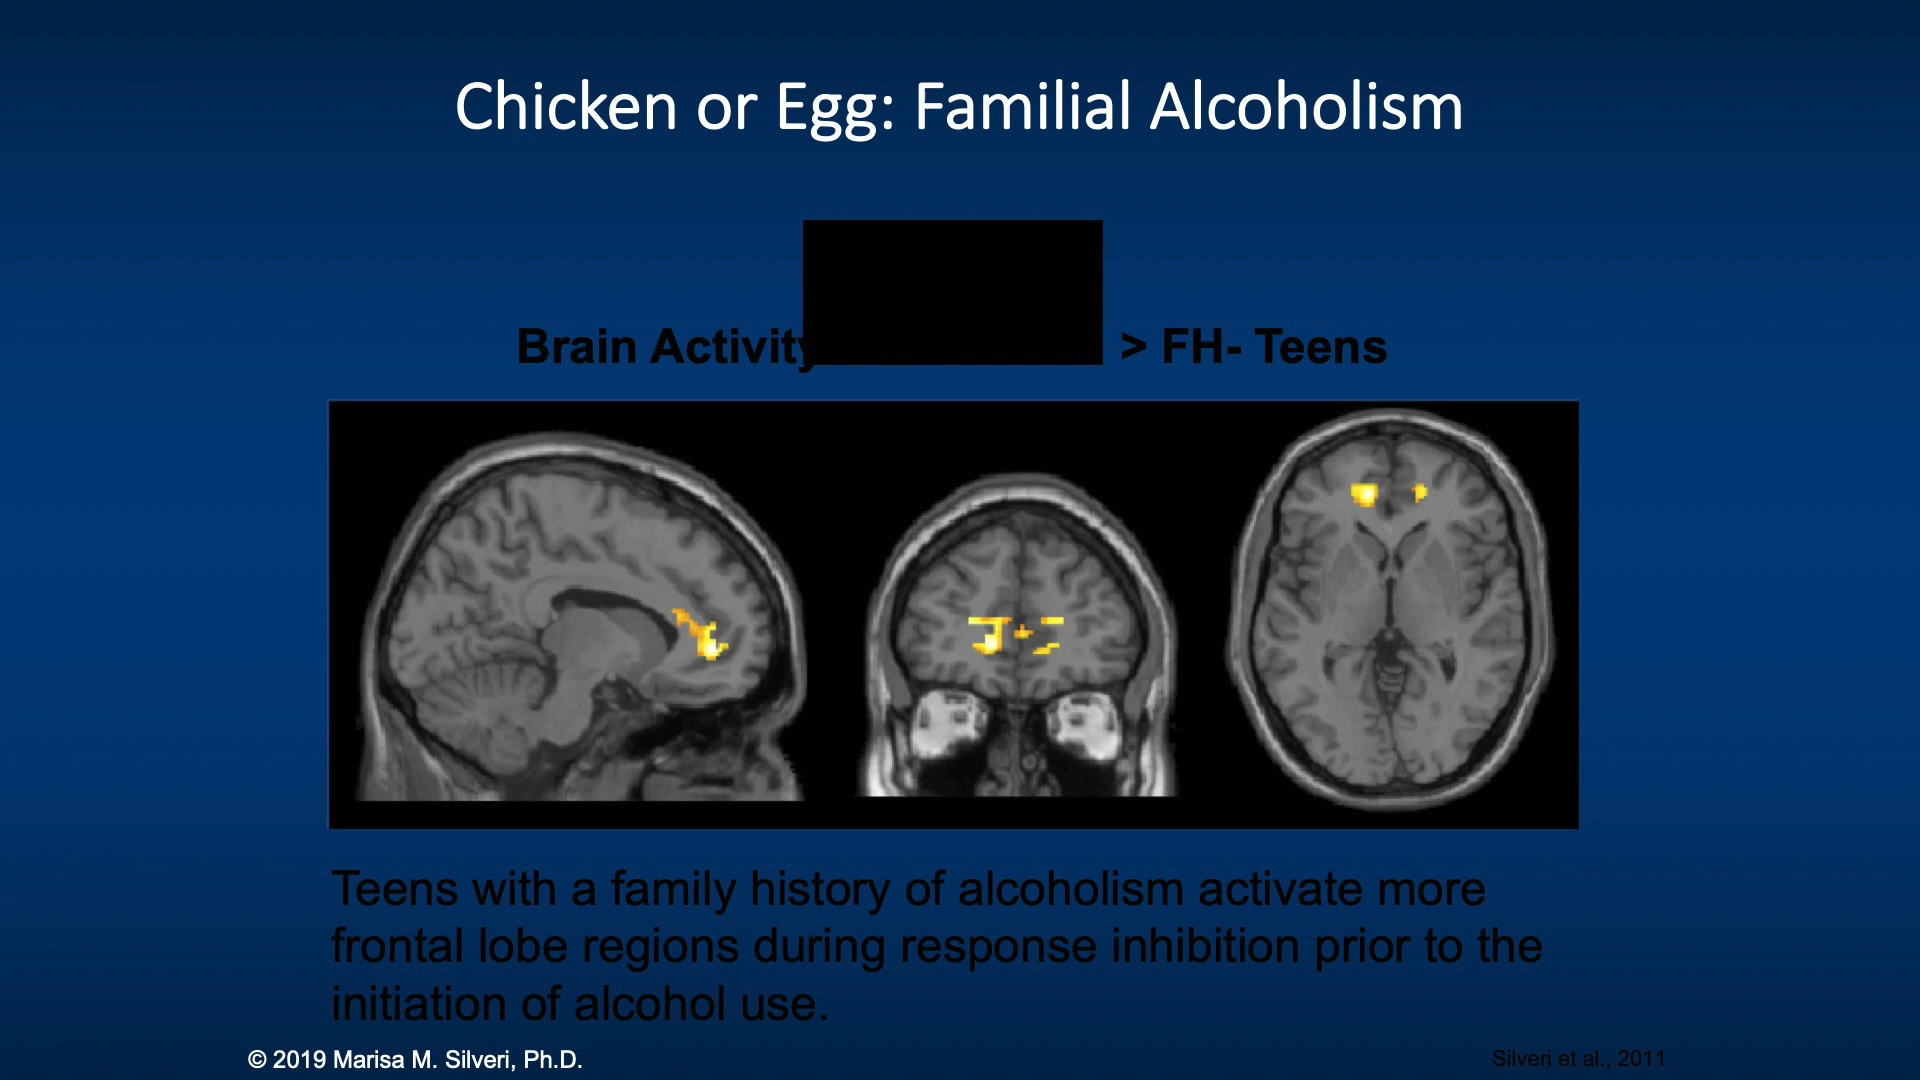 Chicken or Egg: Familial Alcoholism
Brain Activity > FH- Teens
Teens with a family history of alcoholism activate more
frontal lobe regions during response inhibition prior to the
initiation of alcohol use.
© 2019 Marisa M. Silveri, Ph.D.
Silveri et al., 2011